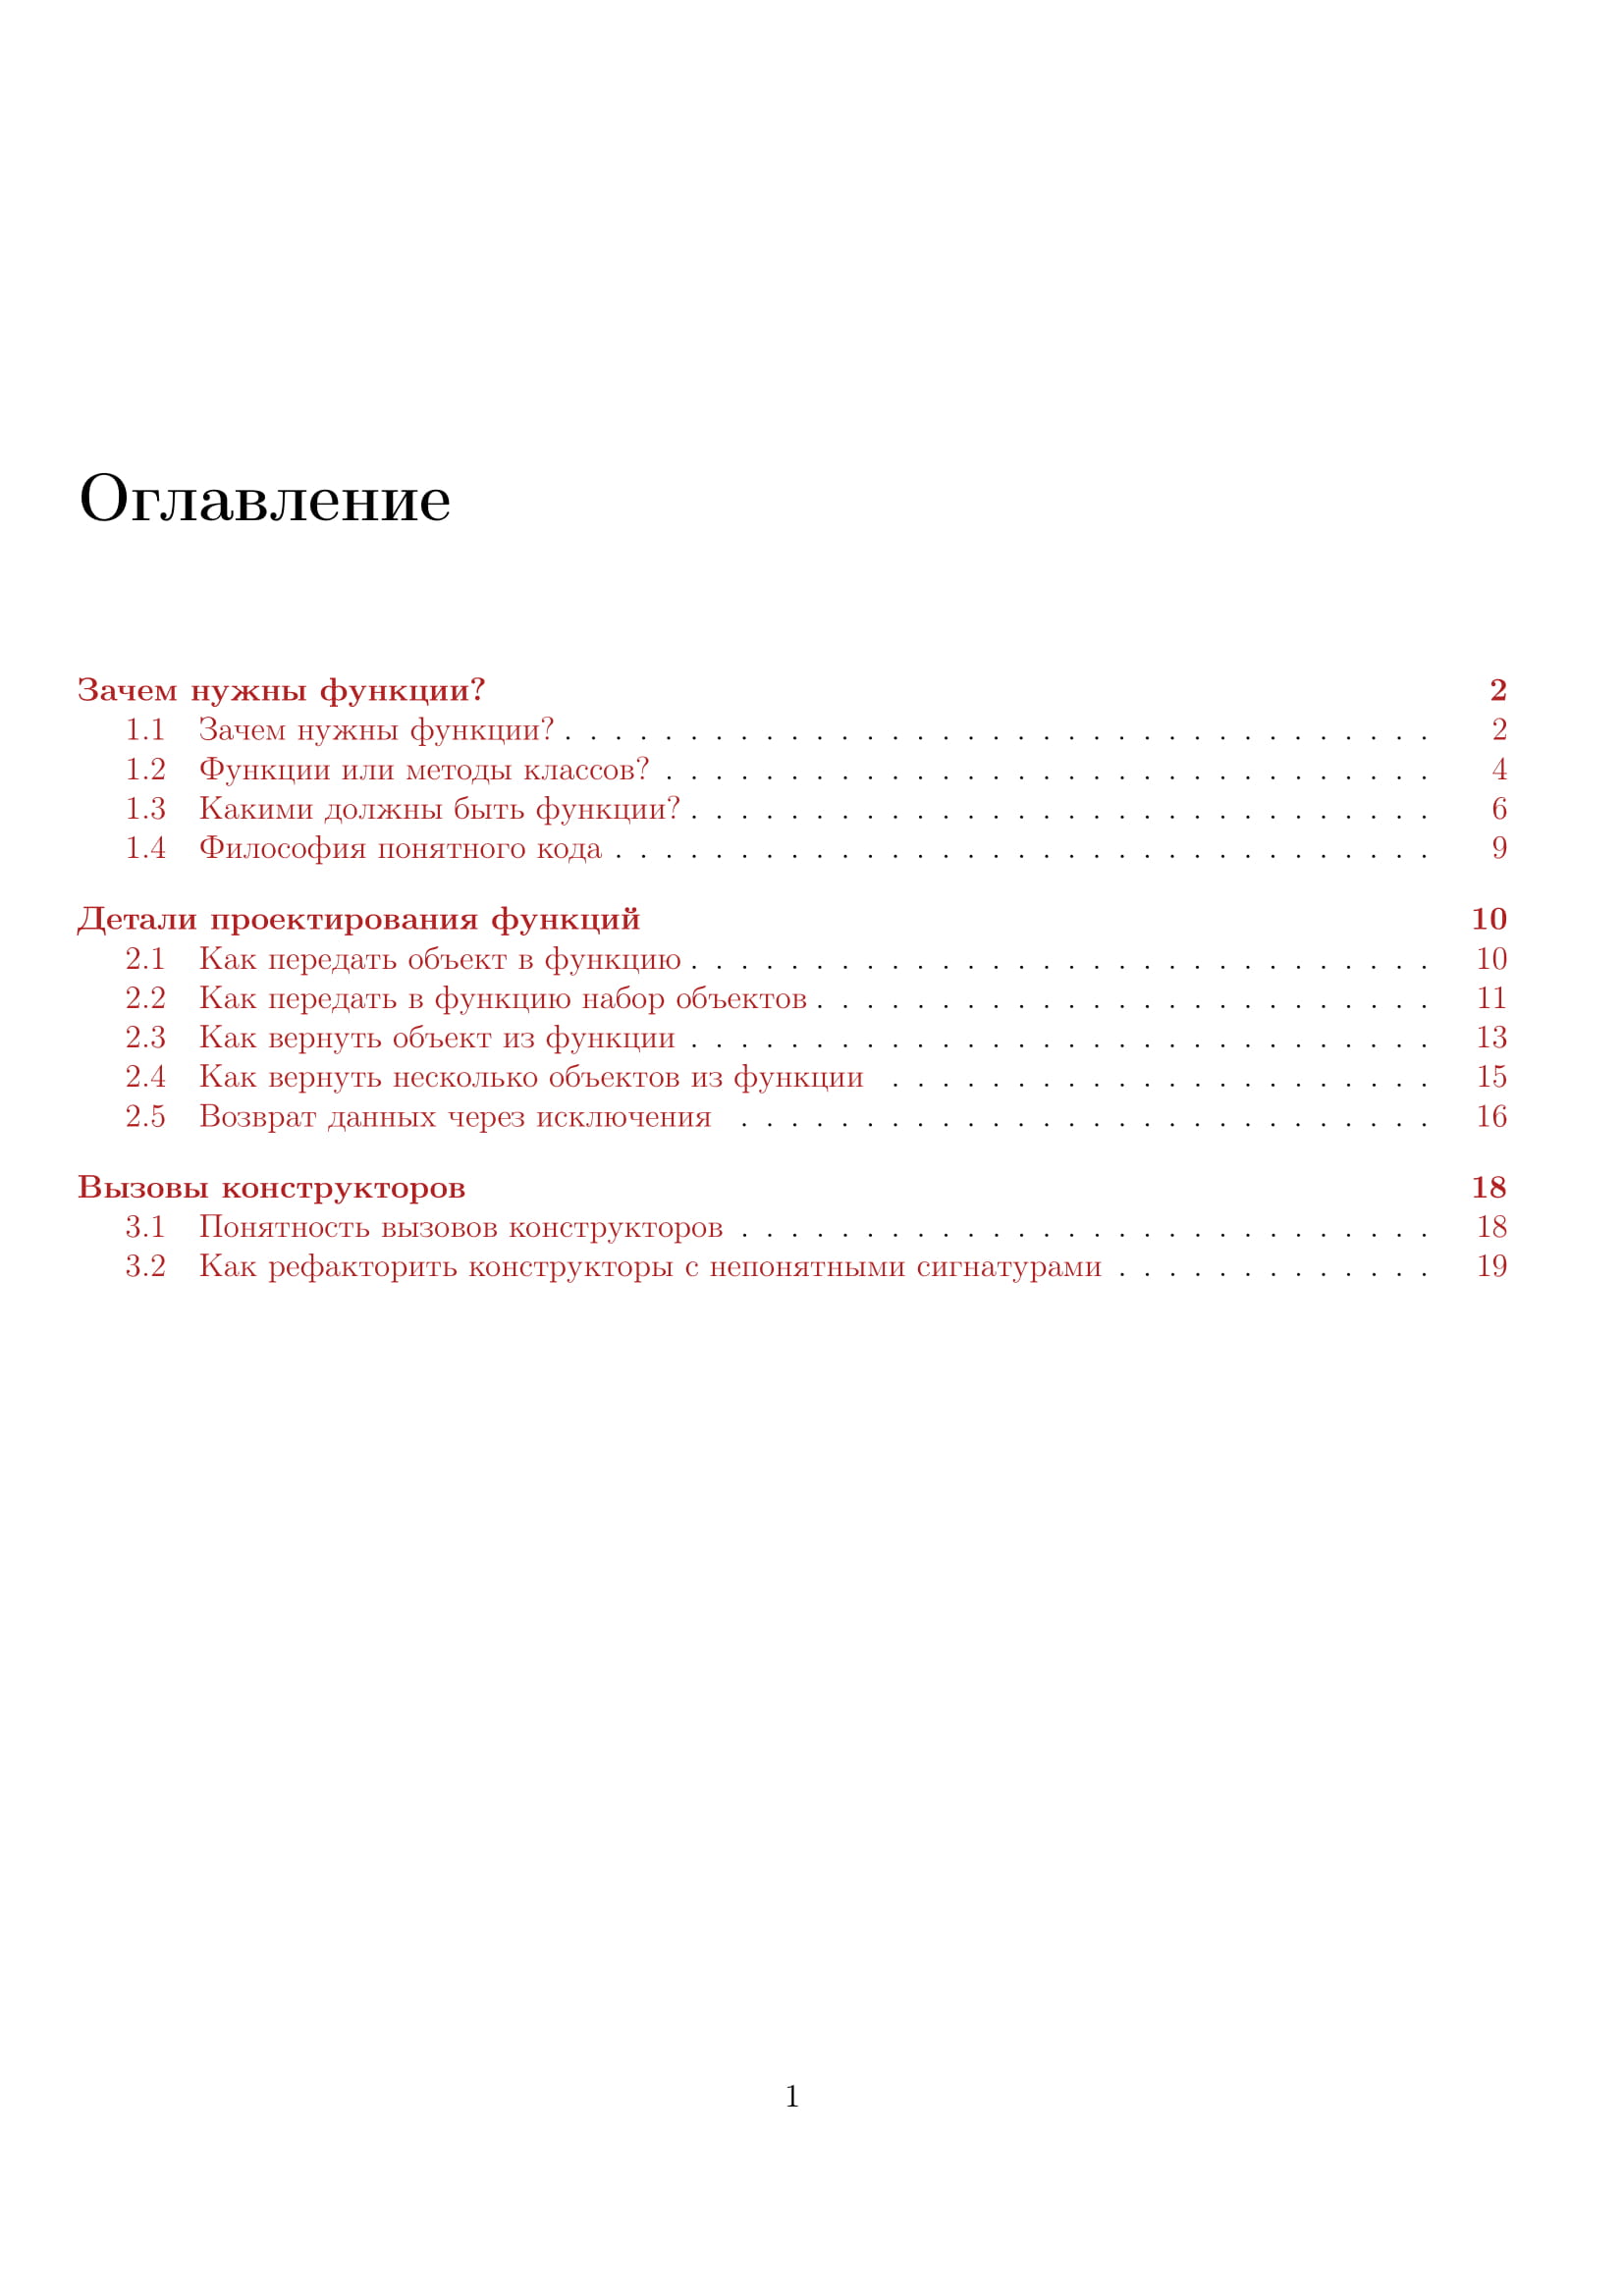 Оглавление
Зачем нужны функции? 2
1.1 Зачем нужны функции? . . . . . . . . . . . . . . . . . . . . . . . . . . . . . . . . . . . 2
1.2 Функции или методы классов? . . . . . . . . . . . . . . . . . . . . . . . . . . . . . . . 4
1.3 Какими должны быть функции? . . . . . . . . . . . . . . . . . . . . . . . . . . . . . . 6
1.4 Философия понятного кода . . . . . . . . . . . . . . . . . . . . . . . . . . . . . . . . . 9
Детали проектирования функций 10
2.1 Как передать объект в функцию . . . . . . . . . . . . . . . . . . . . . . . . . . . . . . 10
2.2 Как передать в функцию набор объектов . . . . . . . . . . . . . . . . . . . . . . . . . 11
2.3 Как вернуть объект из функции . . . . . . . . . . . . . . . . . . . . . . . . . . . . . . 13
2.4 Как вернуть несколько объектов из функции . . . . . . . . . . . . . . . . . . . . . . 15
2.5 Возврат данных через исключения . . . . . . . . . . . . . . . . . . . . . . . . . . . . 16
Вызовы конструкторов 18
3.1 Понятность вызовов конструкторов . . . . . . . . . . . . . . . . . . . . . . . . . . . . 18
3.2 Как рефакторить конструкторы с непонятными сигнатурами . . . . . . . . . . . . . 19
1